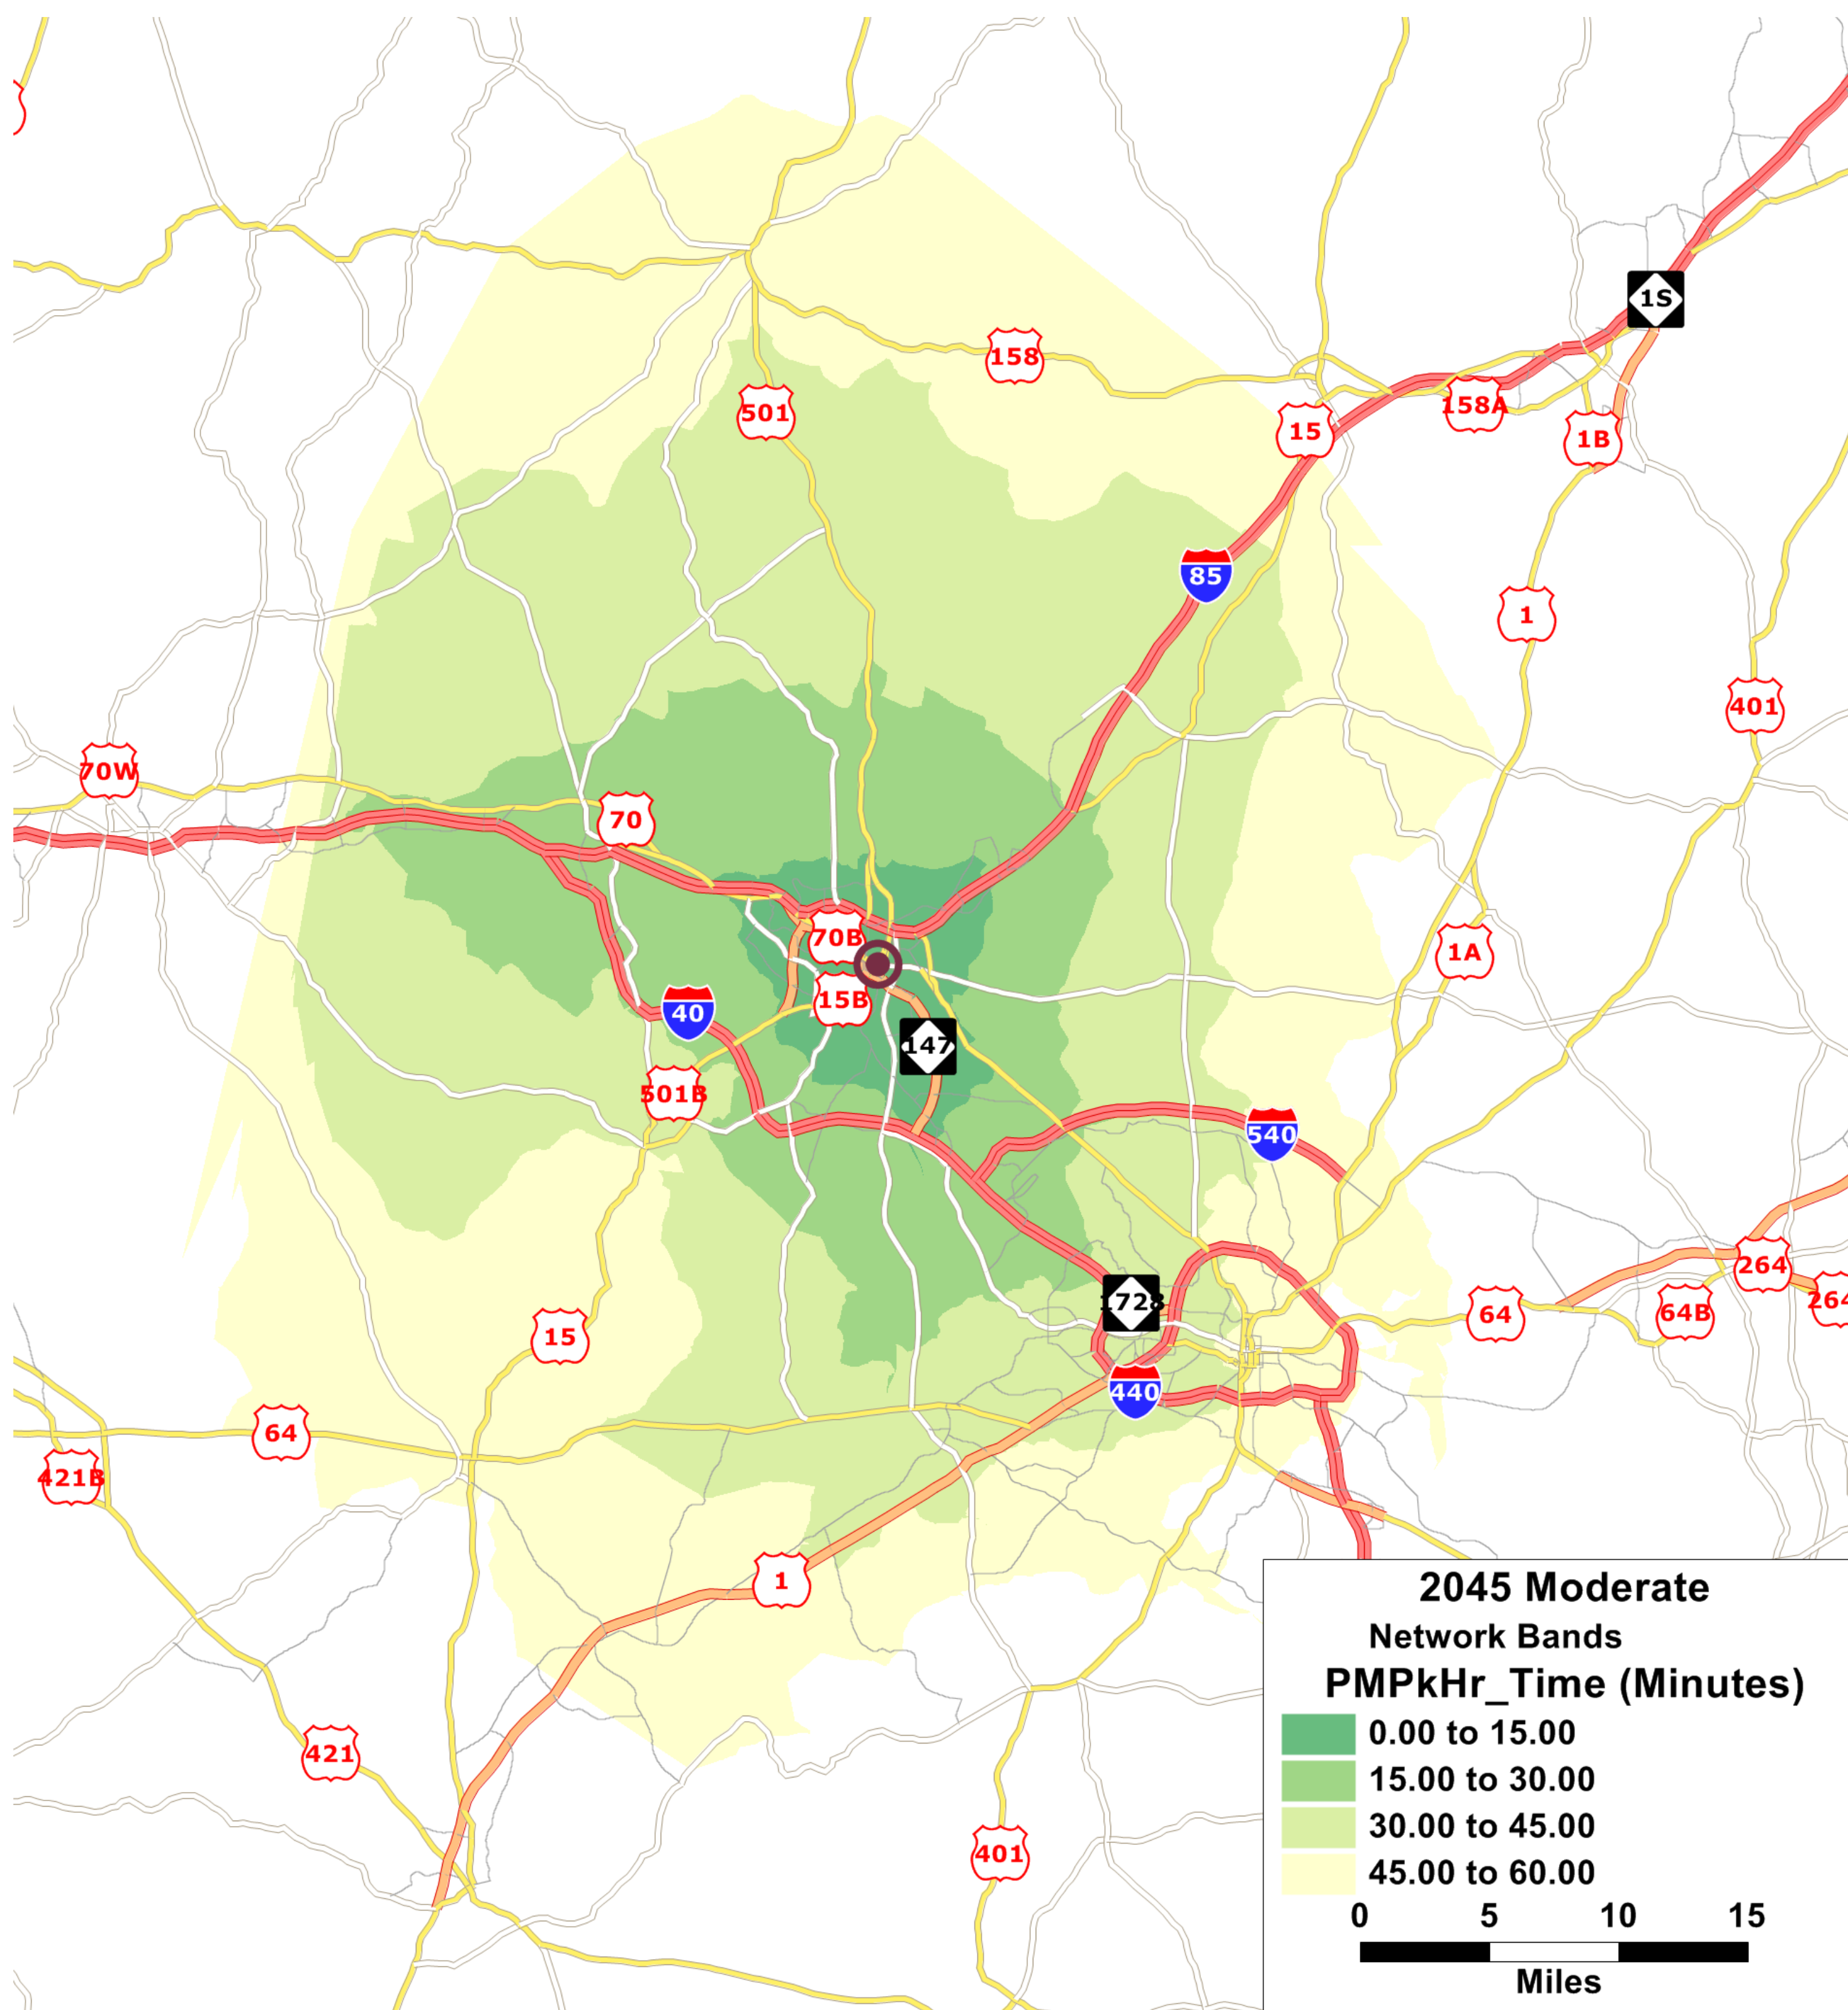 1S
158
158A
501
15
1B
85
1
401
70W
70
70B
1A
15B
40
147
501B
540
264
264
1728
64
64B
15
440
64
421B
1
421
401
2045 Moderate
Network Bands
PMPkHr_Time (Minutes)
0.00 to 15.00
15.00 to 30.00
30.00 to 45.00
45.00 to 60.00
0 5 10 15
Miles